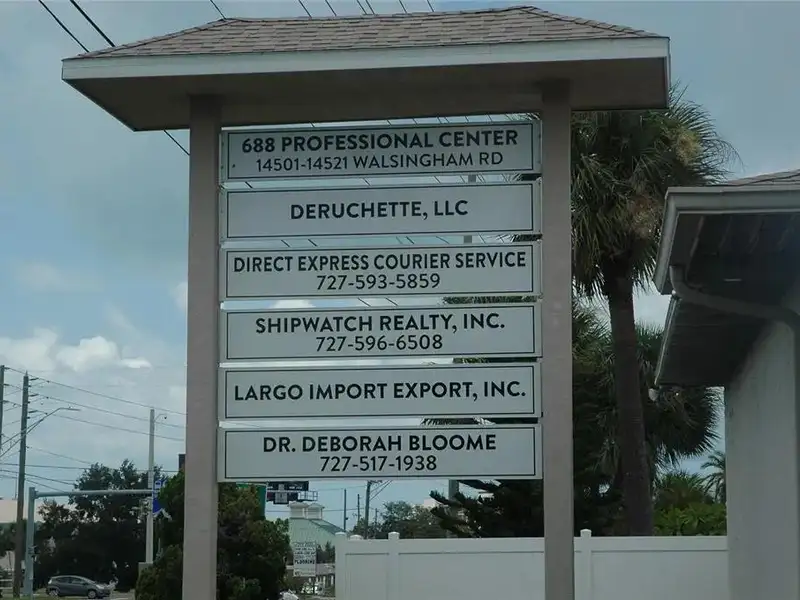 688 PROFESSIONAL CENTER
14501-14521 WALSINGHAM RD
DERUCHETTE, LLC
DIRECT EXPRESS COURIER SERVICE
727-593-5859
SHIPWATCH REALTY, INC.
727-596-6508
LARGO IMPORT EXPORT, INC.
DR. DEBORAH BLOOME
727-517-1938